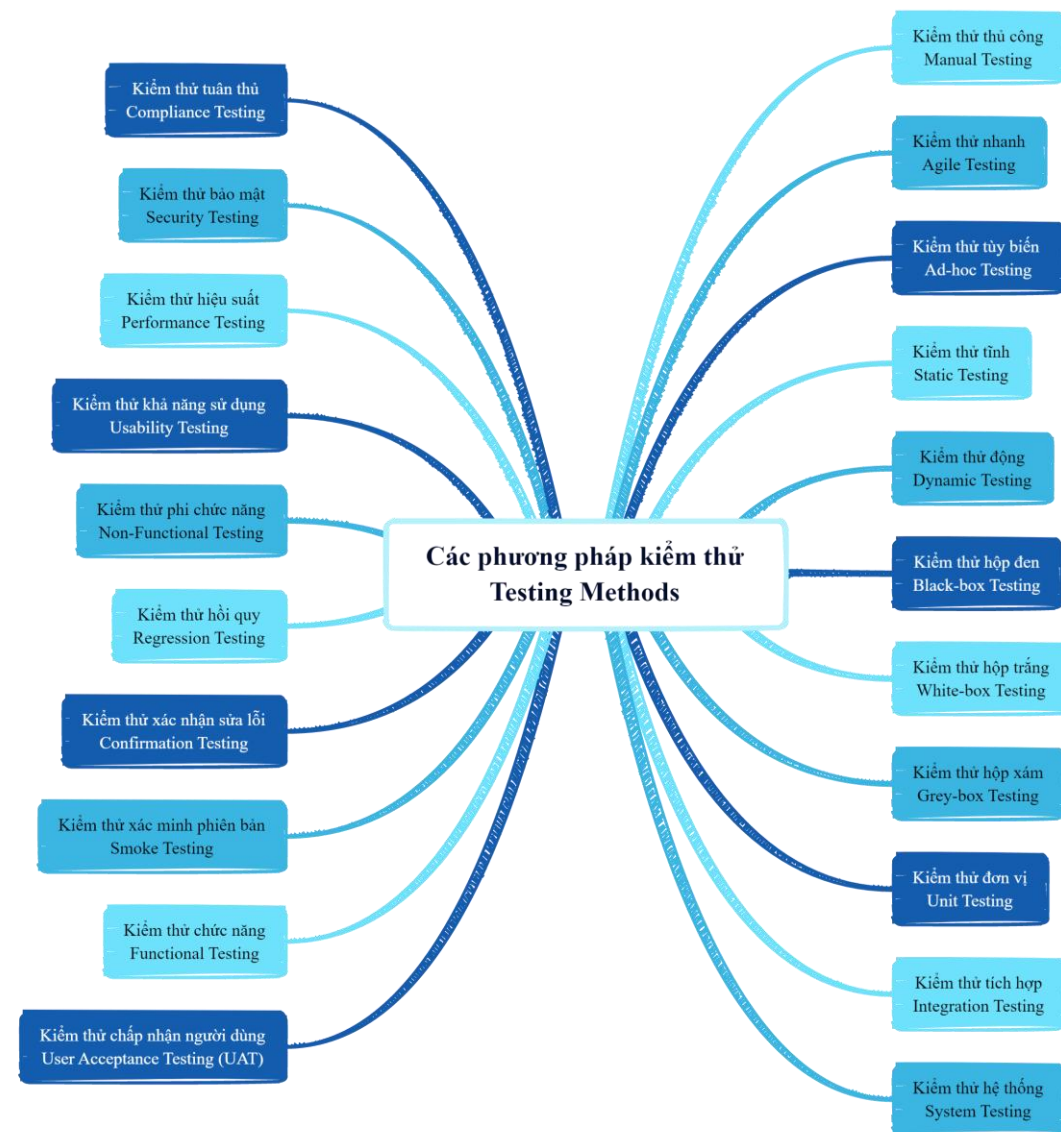 Kiểm thử tuân thủ
Compliance Testing
Kiểm thử bảo mật
Security Testing
Kiểm thử hiệu suất
Performance Testing
Kiểm thử khả năng sử dụng
Usability Testing
Kiểm thử phi chức năng
Non-Functional Testing
Kiểm thử hồi quy
Regression Testing
Kiểm thử xác nhận sửa lỗi
Confirmation Testing
Kiểm thử xác minh phiên bản
Smoke Testing
Kiểm thử chức năng
Functional Testing
Kiểm thử chấp nhận người dùng
User Acceptance Testing (UAT)
Các phương pháp kiểm thử
Testing Methods
Kiểm thử thủ công
Manual Testing
Kiểm thử nhanh
Agile Testing
Kiểm thử tùy biến
Ad-hoc Testing
Kiểm thử tĩnh
Static Testing
Kiểm thử động
Dynamic Testing
Kiểm thử hộp đen
Black-box Testing
Kiểm thử hộp trắng
White-box Testing
Kiểm thử hộp xám
Grey-box Testing
Kiểm thử đơn vị
Unit Testing
Kiểm thử tích hợp
Integration Testing
Kiểm thử hệ thống
System Testing